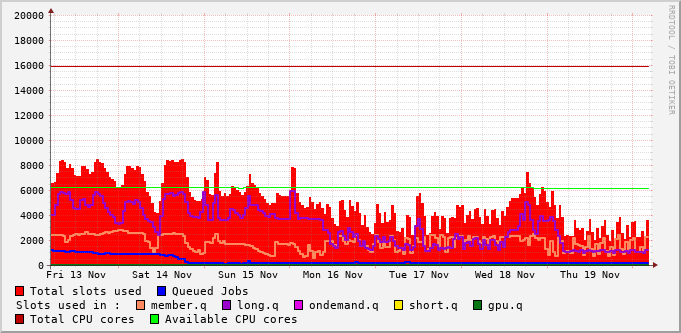 20000
18000
16000
14000
12000
10000
8000
6000
4000
2000
0
Fri 13 Nov Sat 14 Nov Sun 15 Nov Mon 16 Nov Tue 17 Nov Wed 18 Nov Thu 19 Nov
Total slots used Queued Jobs
Slots used in : member.q long.q ondemand.q short.q gpu.q
Total CPU cores Available CPU cores
RRDTOOL / TOBI OETIKER